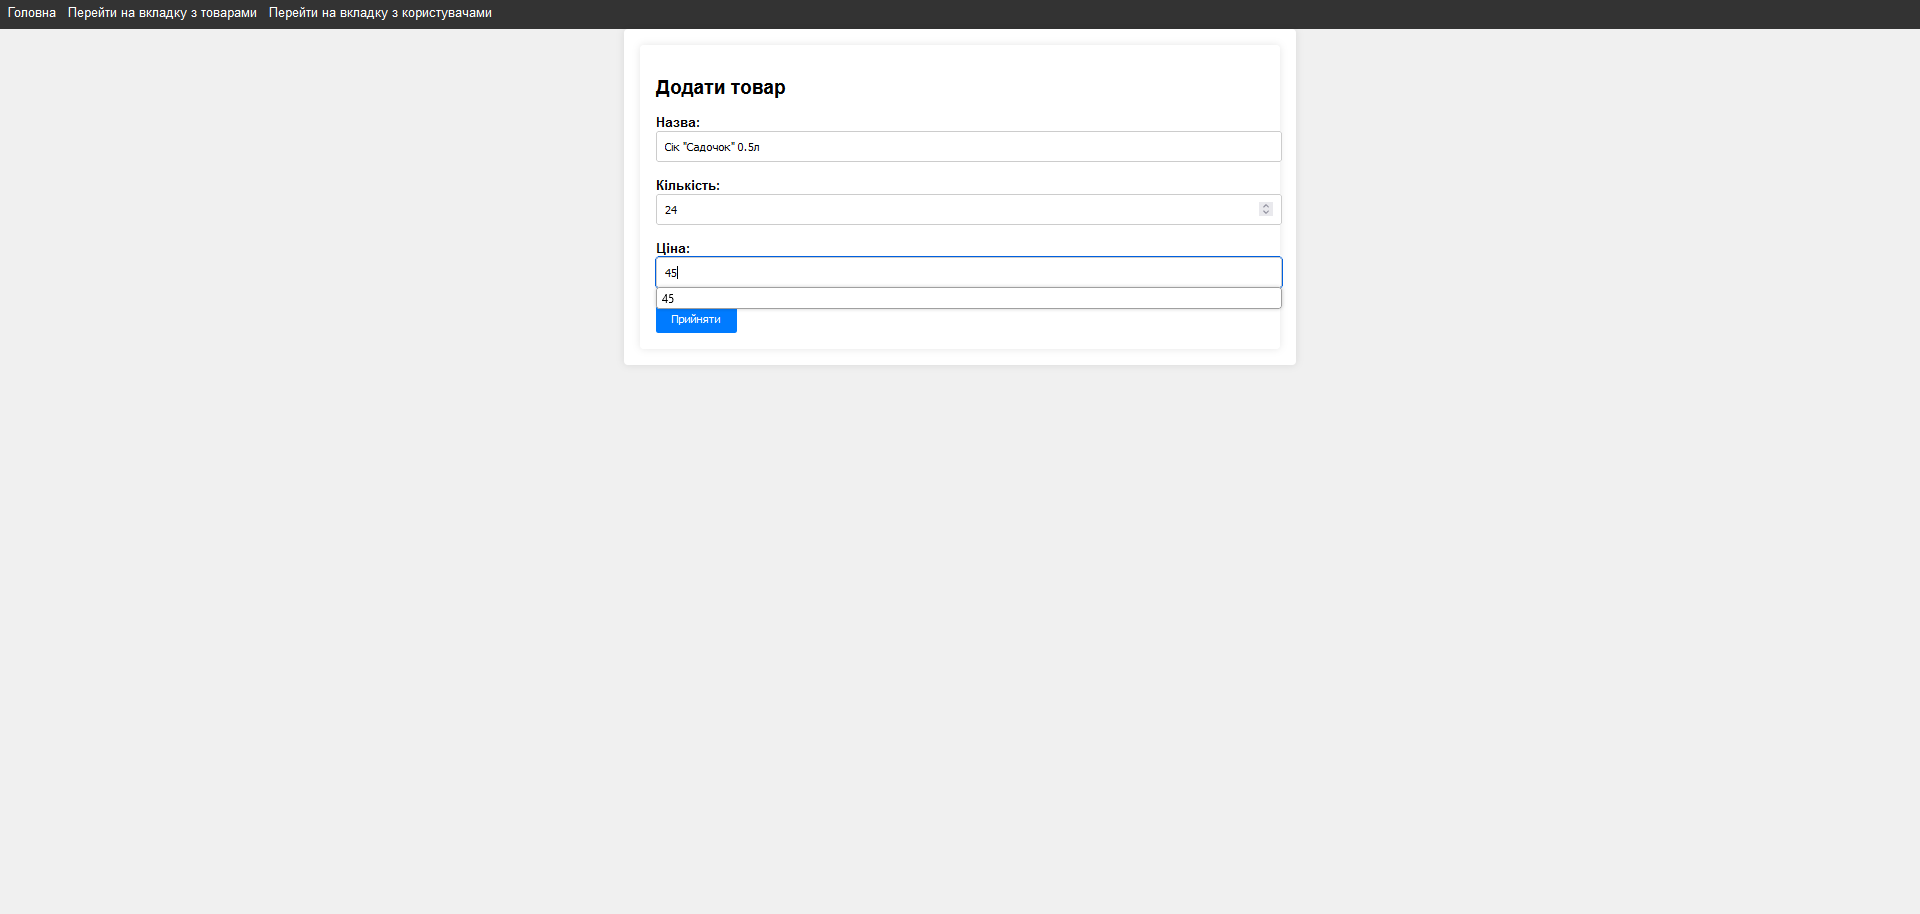 Головна Перейти на вкладку з товарами Перейти на вкладку з користувачами
Додати товар
Назва:
Сік "Садочок" 0.5л
Кількість:
24
Ціна:
45
45
Прийняти